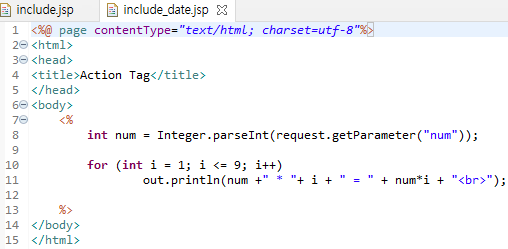 include.jsp include_date.jsp
1 <%@ page contentType="text/html; charset=utf-8"%>
2 <html>
3 <head>
4 <title>Action Tag</title>
5 </head>
6 <body>
7 <%
8 int num = Integer.parseInt(request.getParameter("num"));
9
10 for (int i = 1; i <= 9; i++)
11 out.println(num +" * "+ i + " = " + num*i + "<br>");
12
13 %>
14 </body>
15 </html>